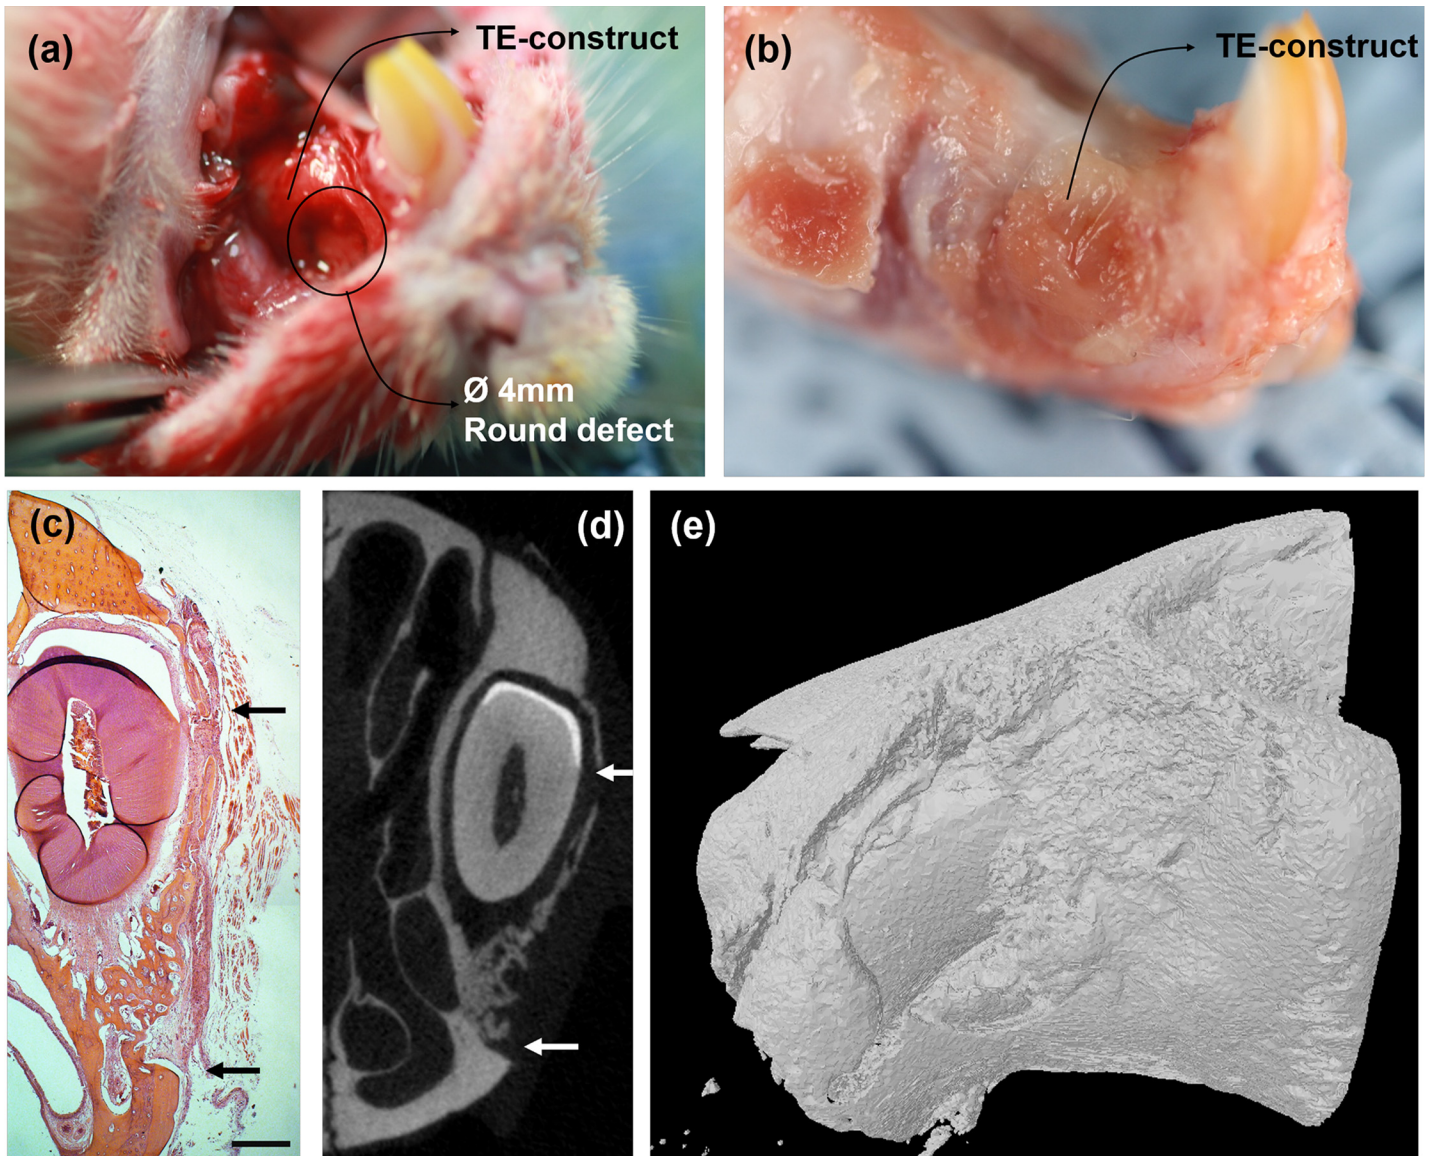 (a)
TE-construct
Ø 4mm
Round defect
(b)
TE-construct
(c)
(d)
(e)